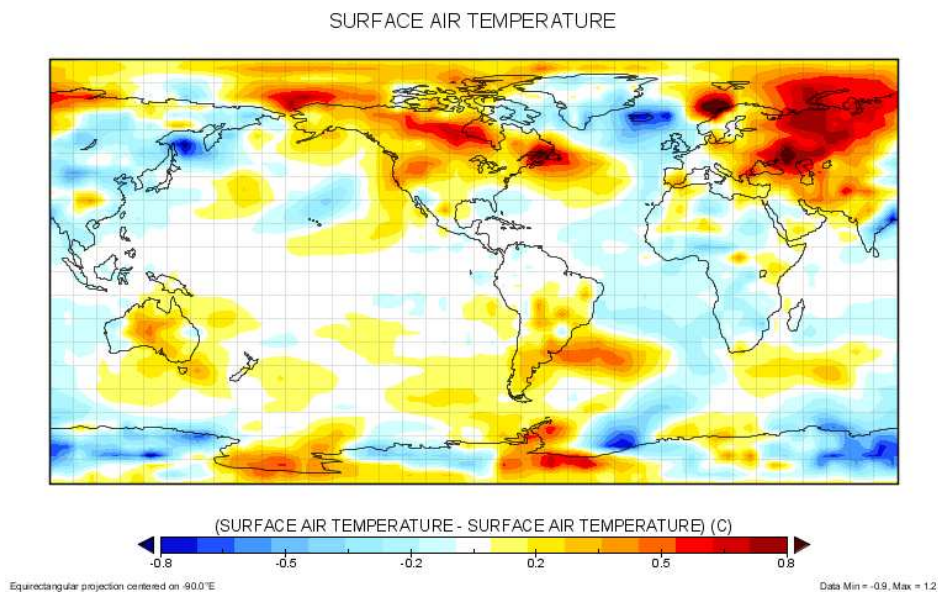 SURFACE AIR TEMPERATURE
(SURFACE AIR TEMPERATURE - SURFACE AIR TEMPERATURE) (C)
-0.8 -0.5 -0.2 0.2 0.5 0.8
Equirectangular projection centered on -90.0°E Data Min = -0.9, Max = 1.2